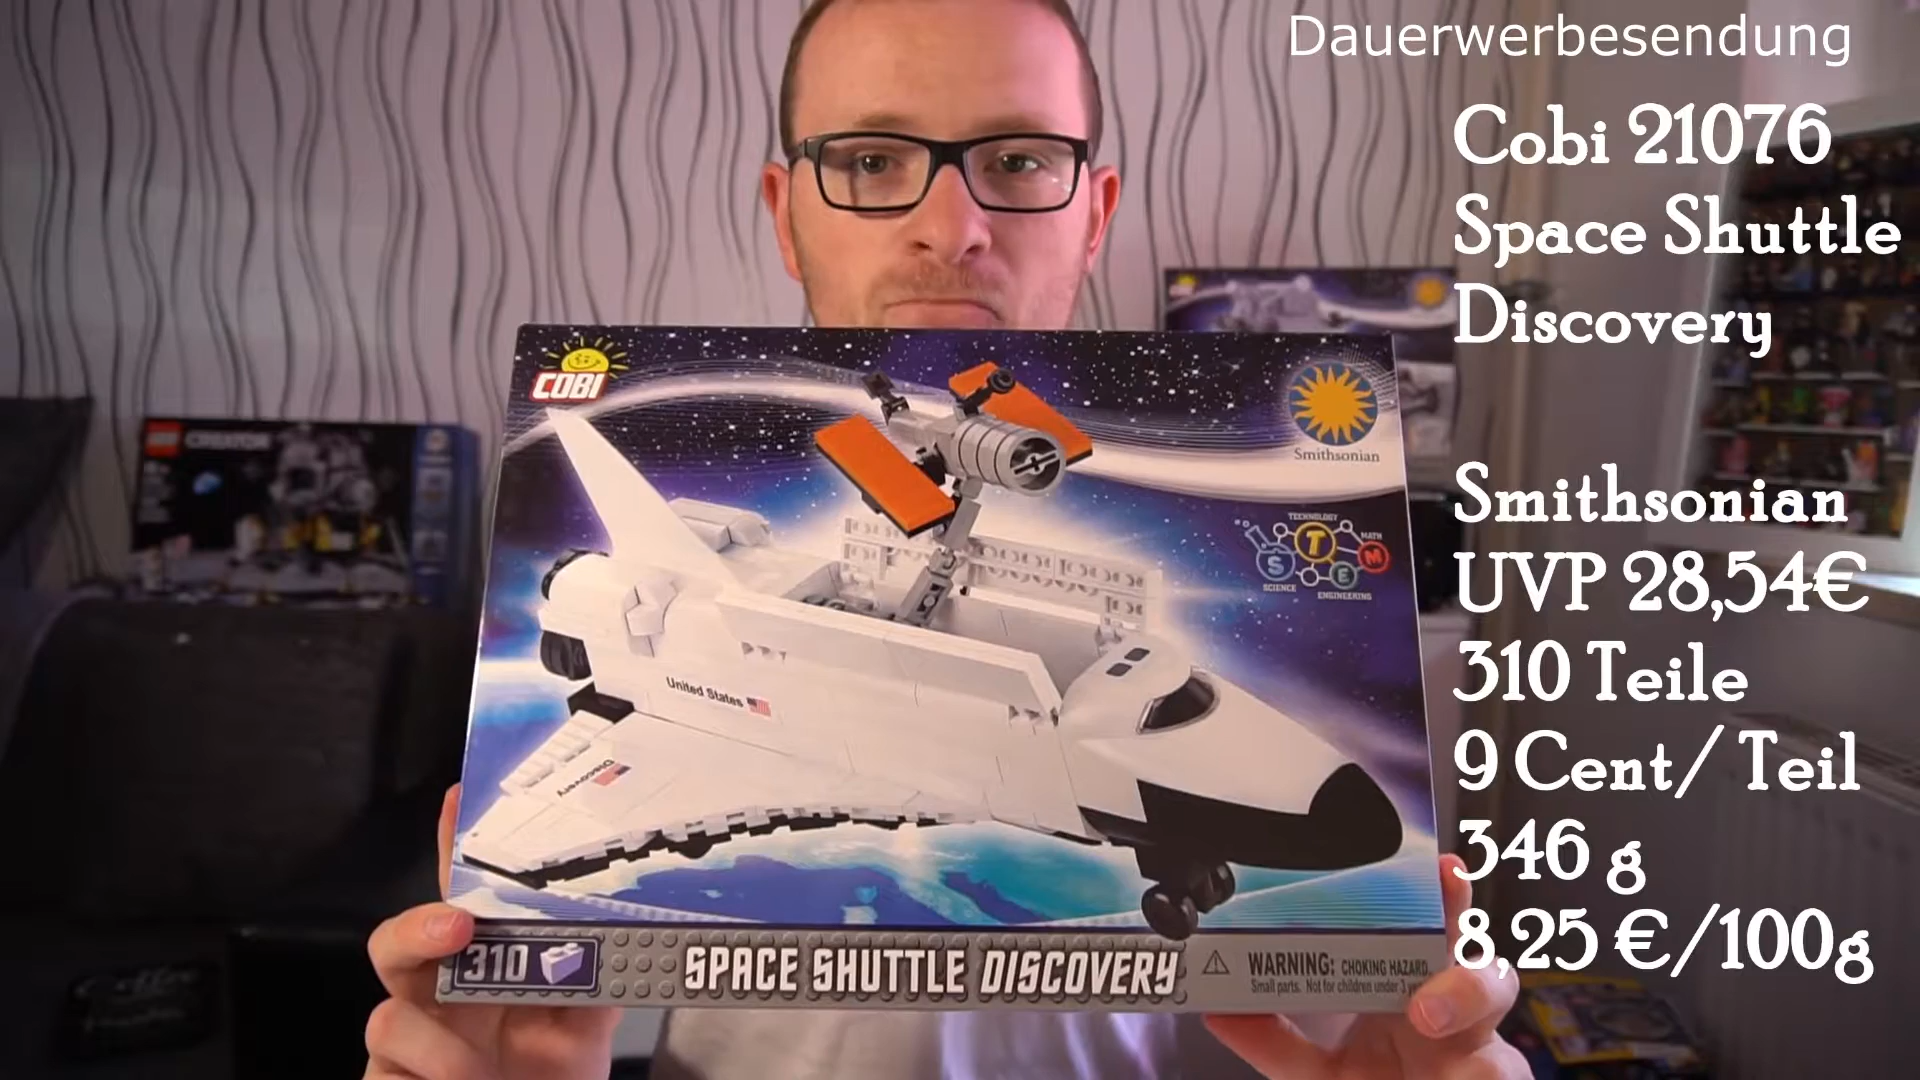 Dauerwerbesendung
Cobi 21076
Space Shuttle
Discovery
Smithsonian
UVP 28,54€
310 Teile
9 Cent/ Teil
346 g
8,25 €/100g
COBI
Smithsonian
TECHNOLOGY
MATH
S T E M
SCIENCE
ENGINEERING
United States
Discovery
310
SPACE SHUTTLE DISCOVERY
WARNING: CHOKING HAZARD.
Small parts. Not for children under 3
CREATOR
Coffee